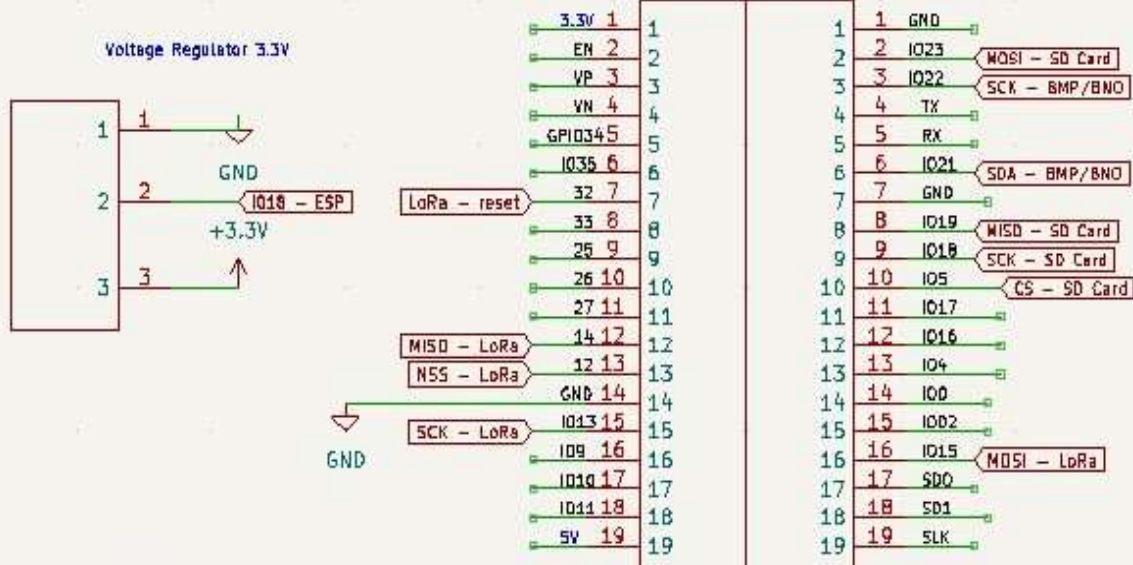 Voltage Regulator 3.3V
1 1
GND
2 2 IO18 - ESP
+3.3V
3 3
3.3V 1 1
EN 2 2
VP 3 3
VN 4 4
GPIO34 5 5
IO35 6 6
LoRa - reset 32 7 7
33 8 8
25 9 9
26 10 10
27 11 11
MISO - LoRa 14 12 12
NSS - LoRa 12 13 13
GND 14 14
GND
SCK - LoRa IO13 15 15
IO9 16 16
IO10 17 17
IO11 18 18
5V 19 19
1 1 GND
2 2 IO23 MOSI - SD Card
3 3 IO22 SCK - BMP/BNO
4 4 TX
5 5 RX
6 6 IO21 SDA - BMP/BNO
7 7 GND
8 8 IO19 MISO - SD Card
9 9 IO18 SCK - SD Card
10 10 IO5 CS - SD Card
11 11 IO17
12 12 IO16
13 13 IO4
14 14 IO0
15 15 IO02
16 16 IO15 MOSI - LoRa
17 17 SD0
18 18 SD1
19 19 SLK